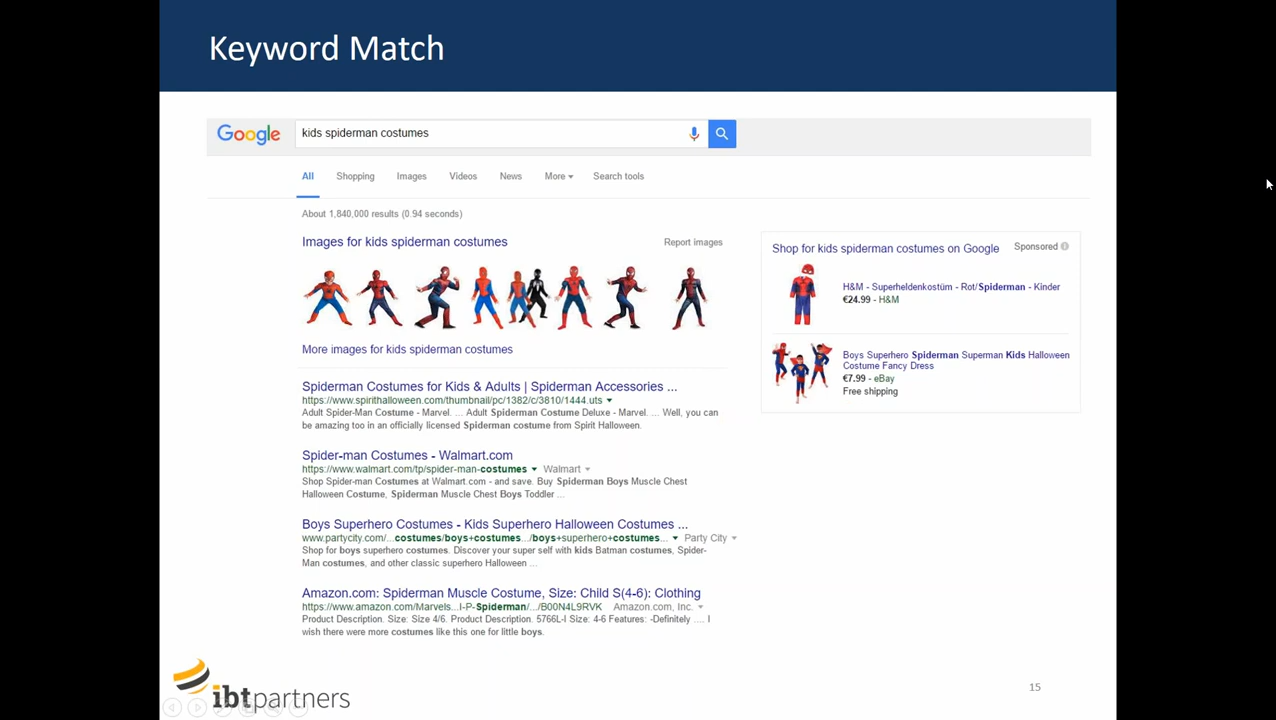 Keyword Match
Google
kids spiderman costumes
All Shopping Images Videos News More Search tools
About 1,840,000 results (0.94 seconds)
Images for kids spiderman costumes
Report images
More images for kids spiderman costumes
Spiderman Costumes for Kids & Adults | Spiderman Accessories ...
https://www.spirithalloween.com/thumbnail/pc/1382/c/3810/1444.uts
Adult Spider-Man Costume - Marvel. ... Adult Spiderman Costume Deluxe - Marvel. ... Well, you can
be amazing too in an officially licensed Spiderman costume from Spirit Halloween.
Spider-man Costumes - Walmart.com
https://www.walmart.com/tp/spider-man-costumes Walmart
Shop Spider-man Costumes at Walmart.com - and save. Buy Spiderman Boys Muscle Chest
Halloween Costume, Spiderman Muscle Chest Boys Toddler ...
Boys Superhero Costumes - Kids Superhero Halloween Costumes ...
www.partycity.com/...costumes/boys+costumes.../boys+superhero+costumes... Party City
Shop for boys superhero costumes. Discover your super self with kids Batman costumes, Spider-
Man costumes, and other classic superhero Halloween ...
Amazon.com: Spiderman Muscle Costume, Size: Child S(4-6): Clothing
https://www.amazon.com/Marvels...I-P-Spiderman/.../B00N4L9RVK Amazon.com, Inc.
Product Description. Size: Size 4/6. Product Description. 5766L-I Size: 4-6 Features: -Definitely .... I
wish there were more costumes like this one for little boys.
Shop for kids spiderman costumes on Google
Sponsored
H&M - Superheldenkostüm - Rot/Spiderman - Kinder
€24.99 - H&M
Boys Superhero Spiderman Superman Kids Halloween
Costume Fancy Dress
€7.99 - eBay
Free shipping
ibtpartners
15